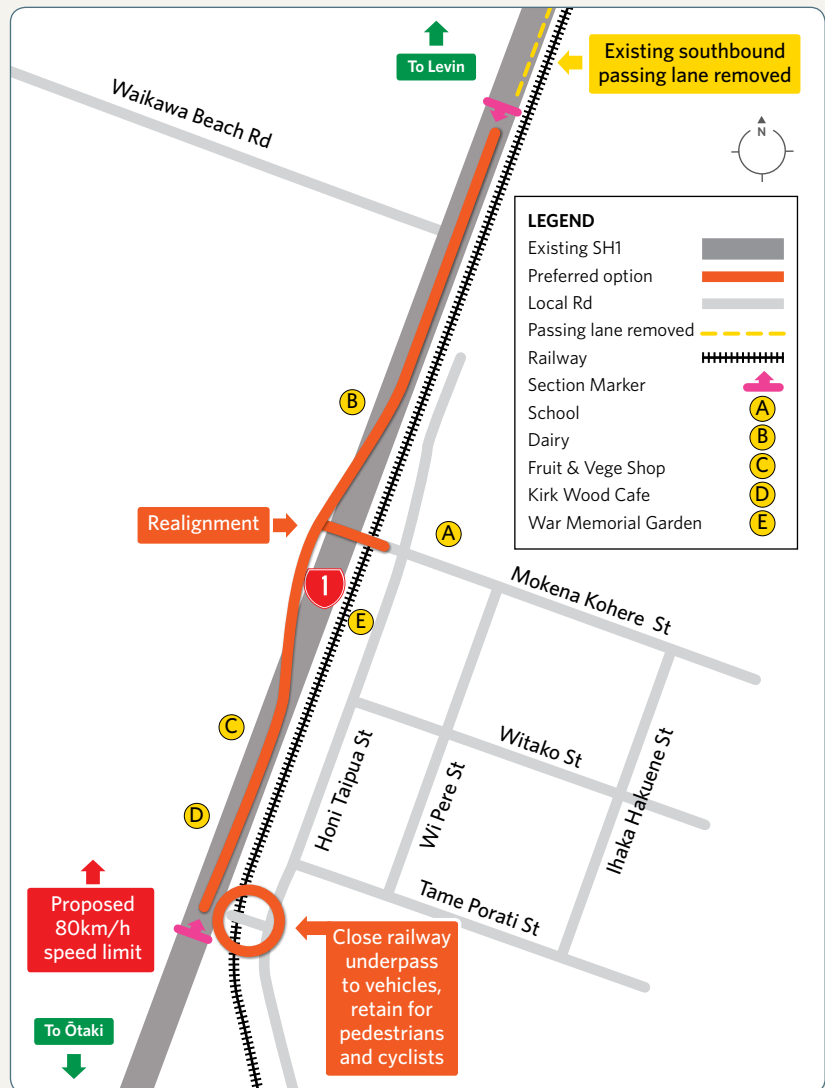 To Levin
Existing southbound
passing lane removed
Waikawa Beach Rd
N
LEGEND
Existing SH1
Preferred option
Local Rd
Passing lane removed
Railway
Section Marker
School A
Dairy B
Fruit & Vege Shop C
Kirk Wood Cafe D
War Memorial Garden E
B
Realignment
A
1
E
Mokena Kohere St
C
Honi Taipua St
Wi Pere St
Witako St
Ihaka Hakuene St
D
Tame Porati St
Proposed
80km/h
speed limit
Close railway
underpass
to vehicles,
retain for
pedestrians
and cyclists
To Ōtaki